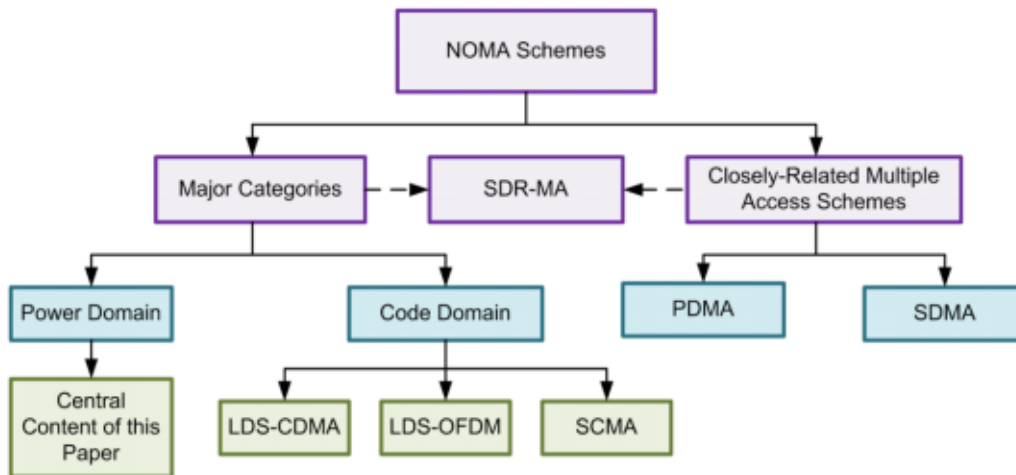 NOMA Schemes
Major Categories
SDR-MA
Closely-Related Multiple
Access Schemes
Power Domain
Code Domain
PDMA
SDMA
Central
Content of this
Paper
LDS-CDMA
LDS-OFDM
SCMA